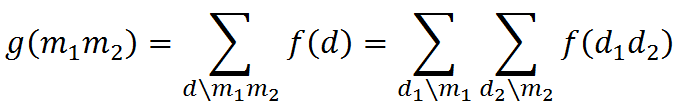 g(m₁m₂) = ∑_{d\m₁m₂} f(d) = ∑_{d₁\m₁} ∑_{d₂\m₂} f(d₁d₂)